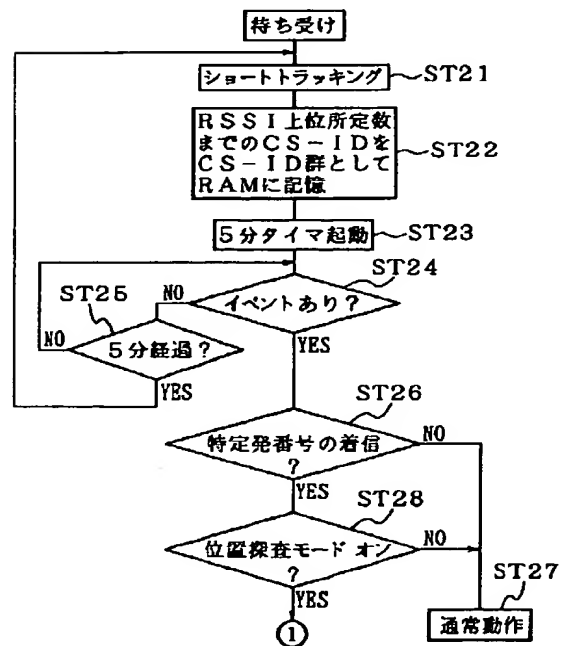 待ち受け
ショートトラッキング
ST21
RSSI上位所定数
までのCS-IDを
CS-ID群として
RAMに記憶
ST22
5分タイマ起動
ST23
ST24
イベントあり?
NO
YES
ST25
5分経過?
NO
YES
ST26
特定発番号の着信
?
NO
YES
ST28
位置探査モード オン
?
NO
YES
ST27
通常動作
1